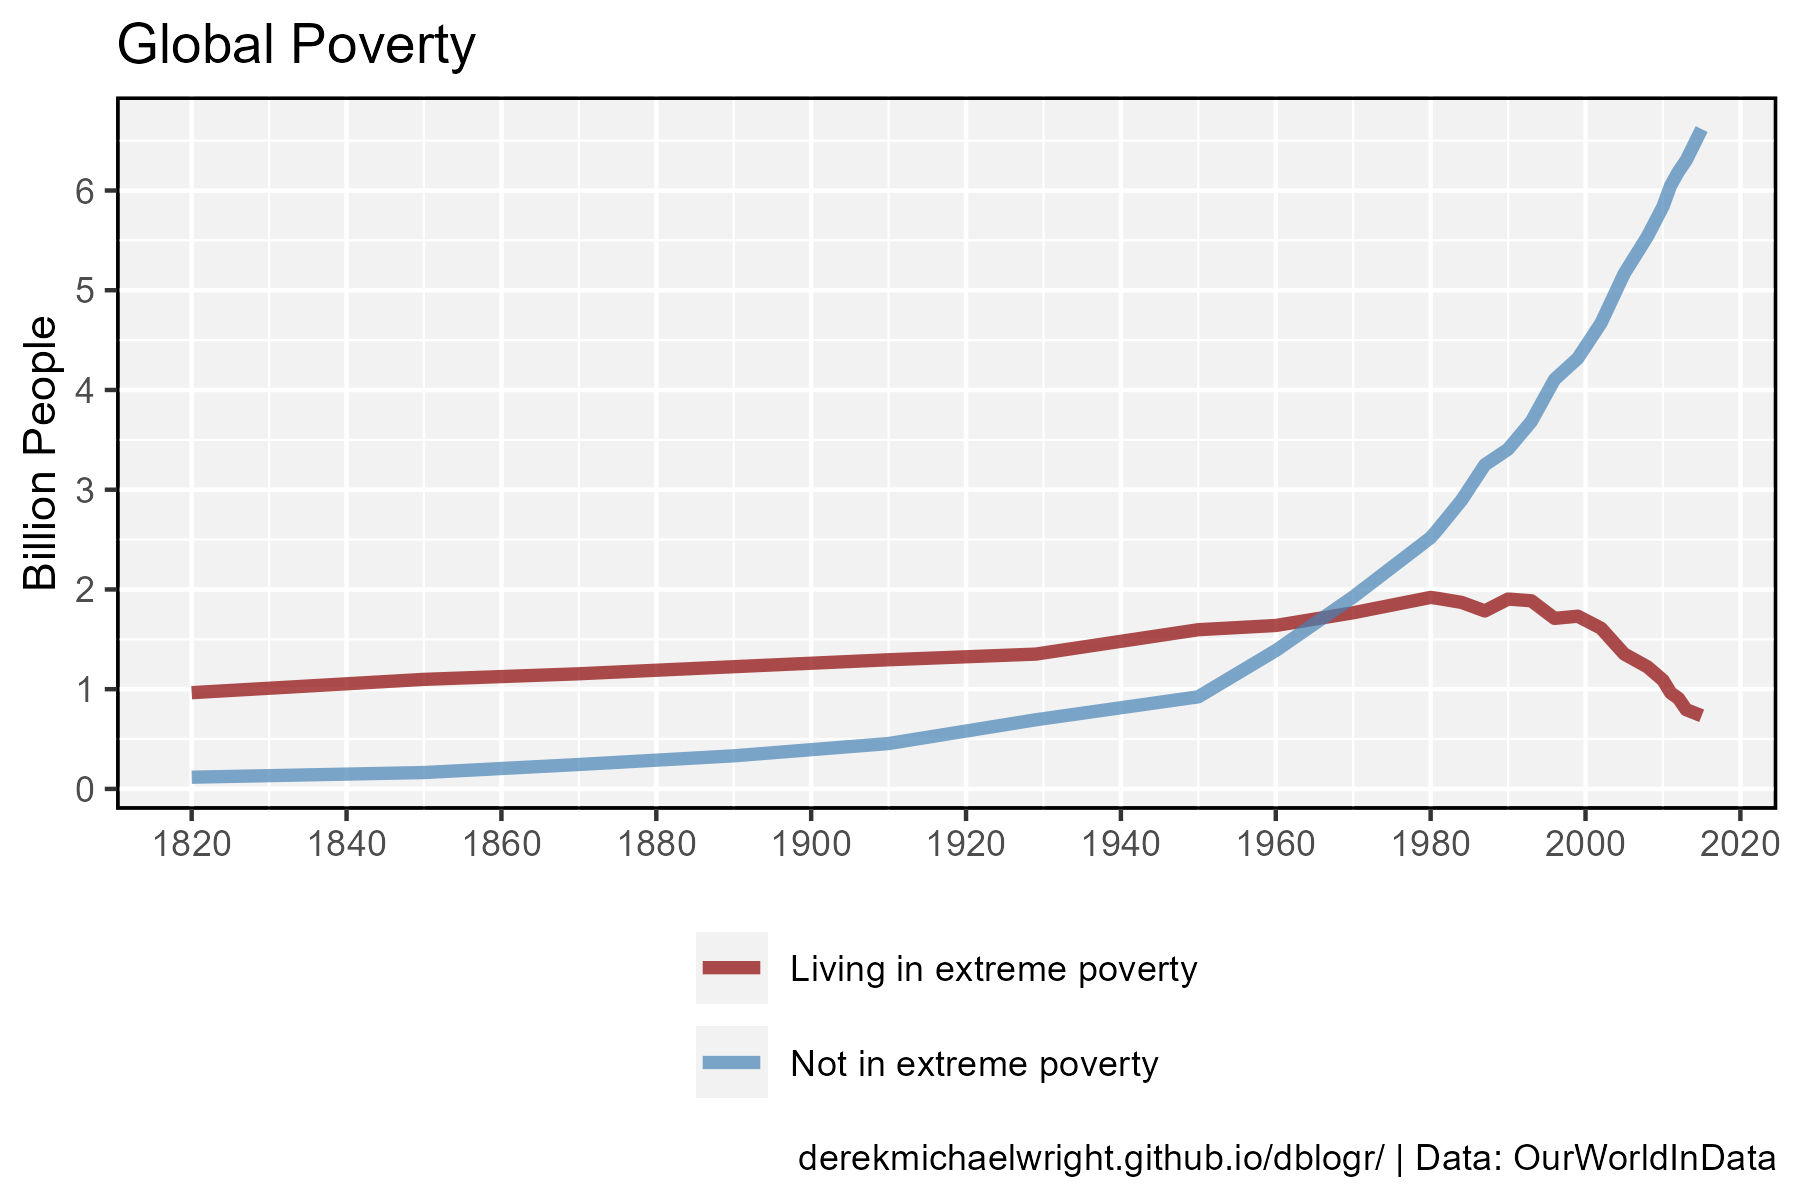 Global Poverty
Billion People
6
5
4
3
2
1
0
1820 1840 1860 1880 1900 1920 1940 1960 1980 2000 2020
Living in extreme poverty
Not in extreme poverty
derekmichaelwright.github.io/dblogr/ | Data: OurWorldInData